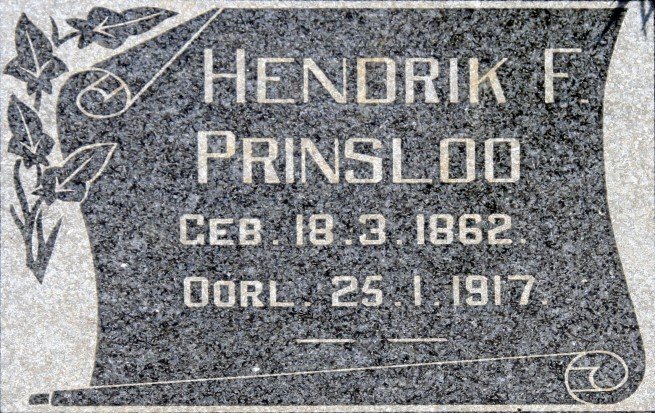 HENDRIK F.
PRINSLOO
GEB. 18.3.1862.
OORL. 25.1.1917.